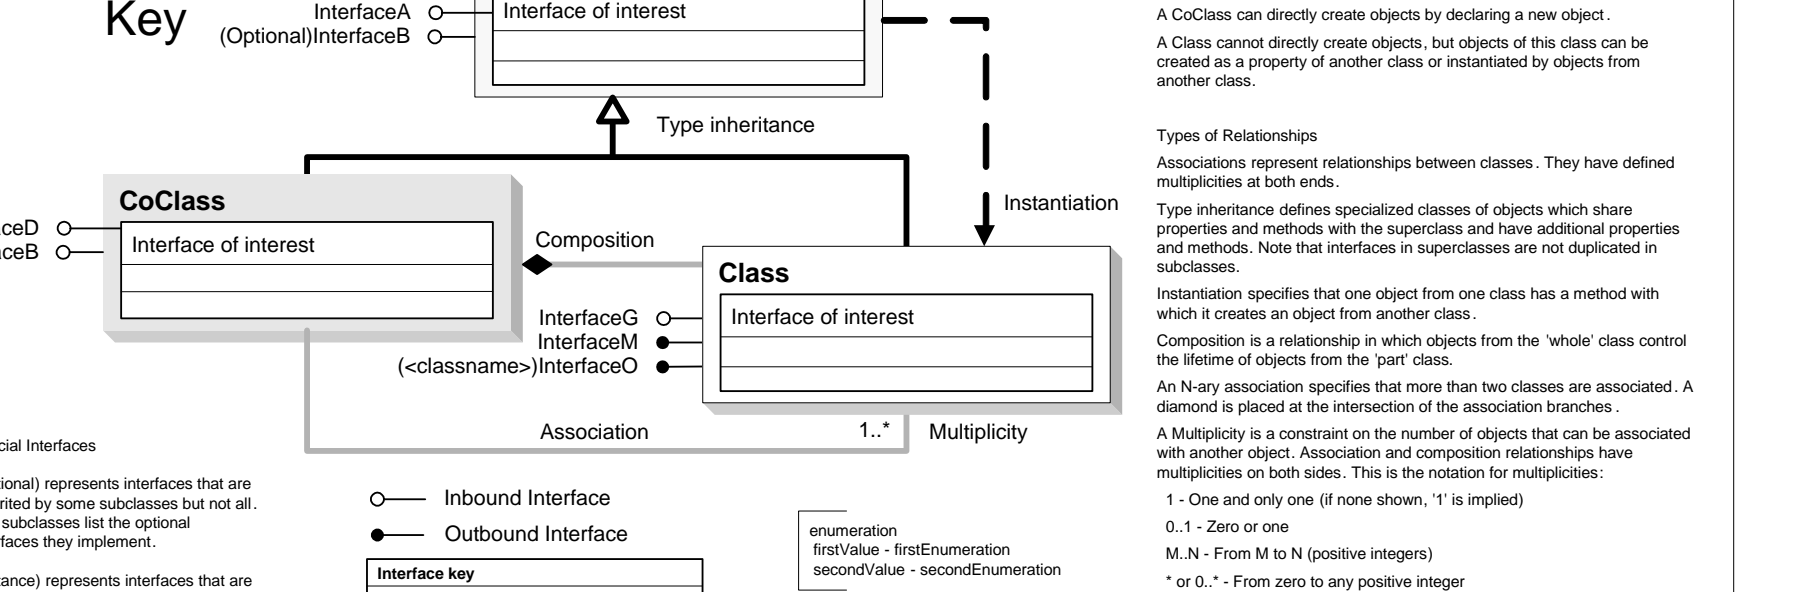 Key
InterfaceA
(Optional)InterfaceB
Interface of interest
Type inheritance
CoClass
Interface of interest
ceD
ceB
Composition
Instantiation
Class
Interface of interest
InterfaceG
InterfaceM
(<classname>)InterfaceO
Association
1..*
Multiplicity
cial Interfaces
ional) represents interfaces that are
rited by some subclasses but not all.
subclasses list the optional
faces they implement.
tance) represents interfaces that are
Inbound Interface
Outbound Interface
Interface key
enumeration
firstValue - firstEnumeration
secondValue - secondEnumeration
A CoClass can directly create objects by declaring a new object.
A Class cannot directly create objects, but objects of this class can be
created as a property of another class or instantiated by objects from
another class.
Types of Relationships
Associations represent relationships between classes. They have defined
multiplicities at both ends.
Type inheritance defines specialized classes of objects which share
properties and methods with the superclass and have additional properties
and methods. Note that interfaces in superclasses are not duplicated in
subclasses.
Instantiation specifies that one object from one class has a method with
which it creates an object from another class.
Composition is a relationship in which objects from the 'whole' class control
the lifetime of objects from the 'part' class.
An N-ary association specifies that more than two classes are associated. A
diamond is placed at the intersection of the association branches.
A Multiplicity is a constraint on the number of objects that can be associated
with another object. Association and composition relationships have
multiplicities on both sides. This is the notation for multiplicities:
1 - One and only one (if none shown, '1' is implied)
0..1 - Zero or one
M..N - From M to N (positive integers)
* or 0..* - From zero to any positive integer